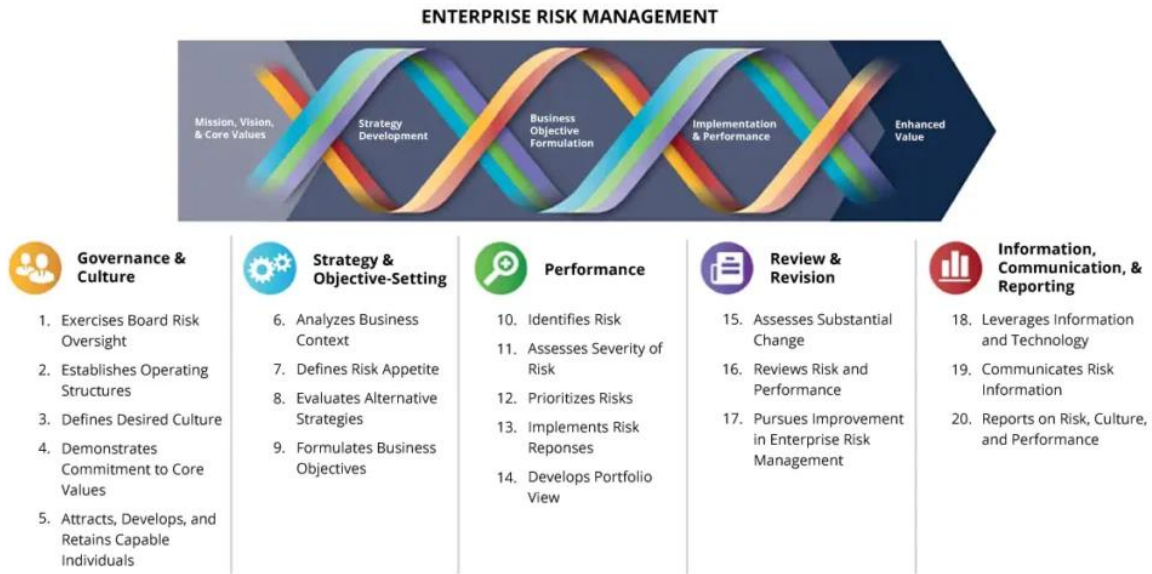 ENTERPRISE RISK MANAGEMENT
Mission, Vision,
& Core Values
Strategy
Development
Business
Objective
Formulation
Implementation
& Performance
Enhanced
Value
Governance &
Culture
1. Exercises Board Risk
Oversight
2. Establishes Operating
Structures
3. Defines Desired Culture
4. Demonstrates
Commitment to Core
Values
5. Attracts, Develops, and
Retains Capable
Individuals
Strategy &
Objective-Setting
6. Analyzes Business
Context
7. Defines Risk Appetite
8. Evaluates Alternative
Strategies
9. Formulates Business
Objectives
Performance
10. Identifies Risk
11. Assesses Severity of
Risk
12. Prioritizes Risks
13. Implements Risk
Reponses
14. Develops Portfolio
View
Review &
Revision
15. Assesses Substantial
Change
16. Reviews Risk and
Performance
17. Pursues Improvement
in Enterprise Risk
Management
Information,
Communication, &
Reporting
18. Leverages Information
and Technology
19. Communicates Risk
Information
20. Reports on Risk, Culture,
and Performance